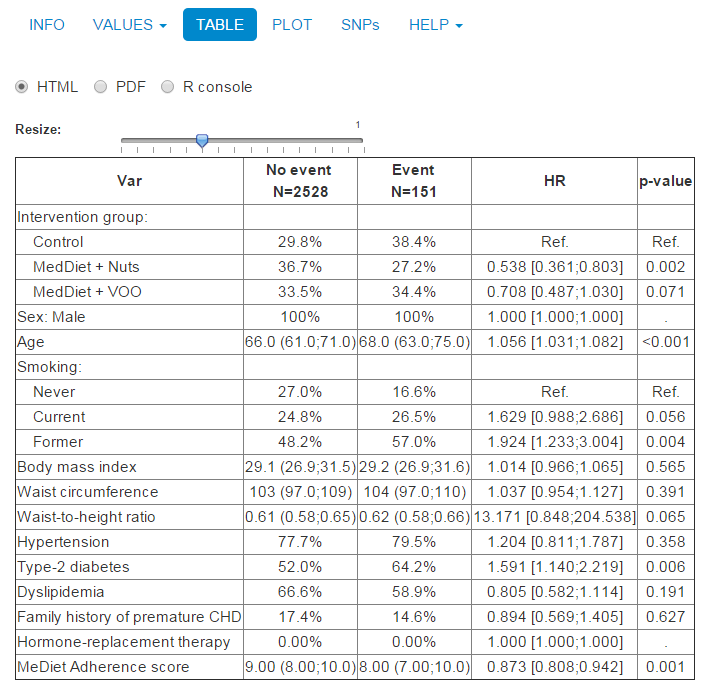 INFO VALUES TABLE PLOT SNPs HELP
HTML PDF R console
Resize: 1
Var No event N=2528 Event N=151 HR p-value
Intervention group:
Control 29.8% 38.4% Ref. Ref.
MedDiet + Nuts 36.7% 27.2% 0.538 [0.361;0.803] 0.002
MedDiet + VOO 33.5% 34.4% 0.708 [0.487;1.030] 0.071
Sex: Male 100% 100% 1.000 [1.000;1.000] .
Age 66.0 (61.0;71.0) 68.0 (63.0;75.0) 1.056 [1.031;1.082] <0.001
Smoking:
Never 27.0% 16.6% Ref. Ref.
Current 24.8% 26.5% 1.629 [0.988;2.686] 0.056
Former 48.2% 57.0% 1.924 [1.233;3.004] 0.004
Body mass index 29.1 (26.9;31.5) 29.2 (26.9;31.6) 1.014 [0.966;1.065] 0.565
Waist circumference 103 (97.0;109) 104 (97.0;110) 1.037 [0.954;1.127] 0.391
Waist-to-height ratio 0.61 (0.58;0.65) 0.62 (0.58;0.66) 13.171 [0.848;204.538] 0.065
Hypertension 77.7% 79.5% 1.204 [0.811;1.787] 0.358
Type-2 diabetes 52.0% 64.2% 1.591 [1.140;2.219] 0.006
Dyslipidemia 66.6% 58.9% 0.805 [0.582;1.114] 0.191
Family history of premature CHD 17.4% 14.6% 0.894 [0.569;1.405] 0.627
Hormone-replacement therapy 0.00% 0.00% 1.000 [1.000;1.000] .
MeDiet Adherence score 9.00 (8.00;10.0) 8.00 (7.00;10.0) 0.873 [0.808;0.942] 0.001